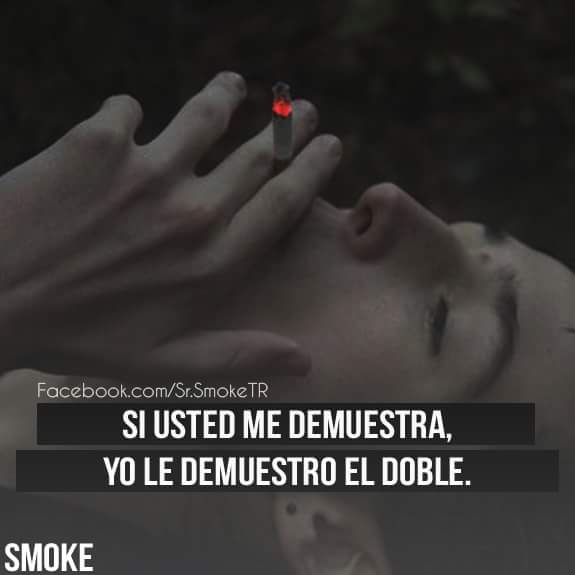 Facebook.com/Sr.SmokeTR
SI USTED ME DEMUESTRA,
YO LE DEMUESTRO EL DOBLE.
SMOKE